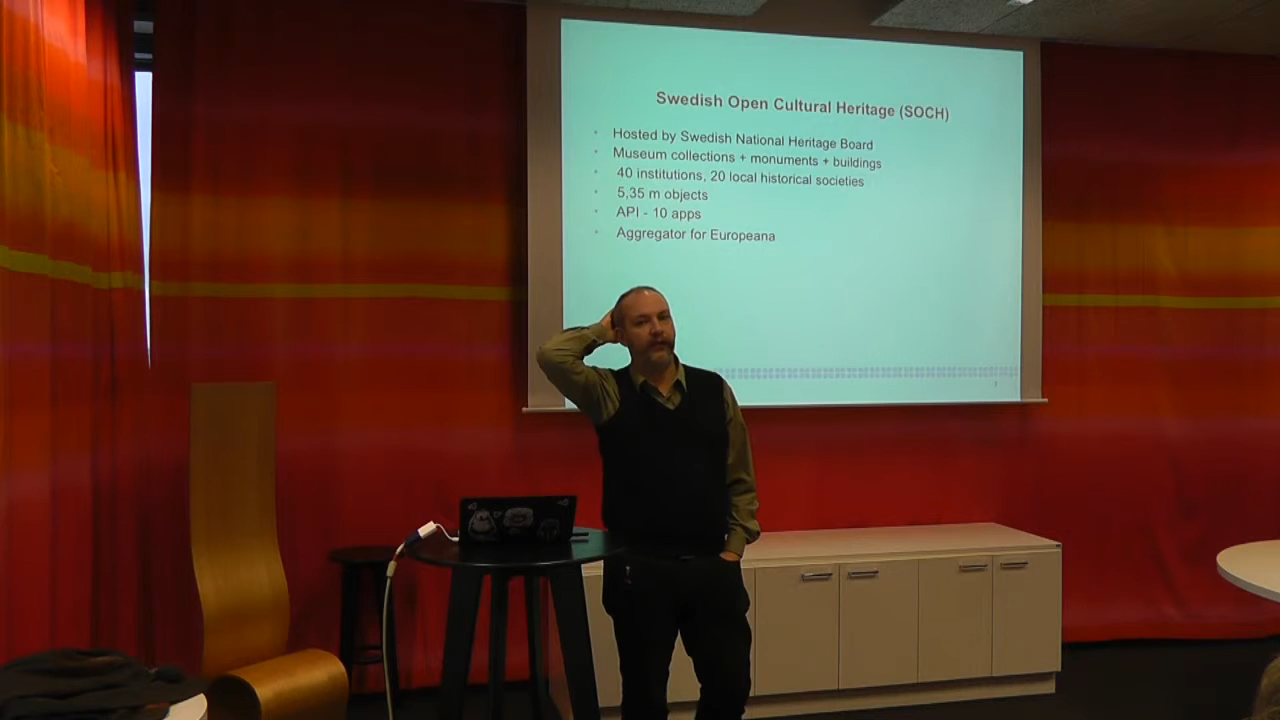 Swedish Open Cultural Heritage (SOCH)
Hosted by Swedish National Heritage Board
Museum collections + monuments + buildings
40 institutions, 20 local historical societies
5,35 m objects
API - 10 apps
Aggregator for Europeana